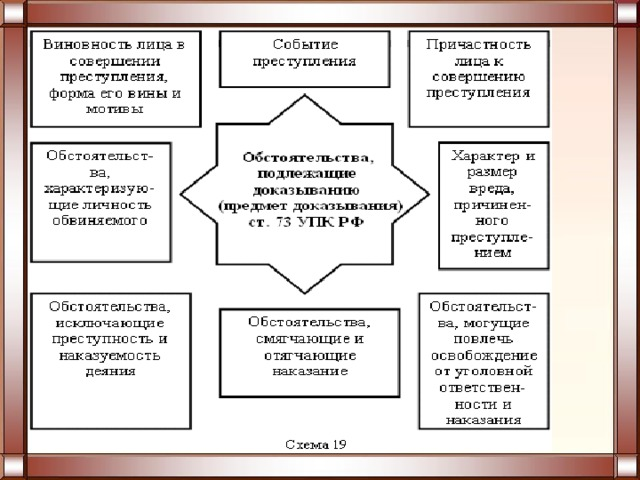 Виновность лица в
совершении
преступления,
форма его вины и
мотивы
Событие
преступления
Причастность
лица к
совершению
преступления
Обстоятельст-
ва,
характеризую-
щие личность
обвиняемого
Обстоятельства,
подлежащие
доказыванию
(предмет доказывания)
ст. 73 УПК РФ
Характер и
размер
вреда,
причинен-
ного
преступле-
нием
Обстоятельства,
исключающие
преступность и
наказуемость
деяния
Обстоятельства,
смягчающие и
отягчающие
наказание
Обстоятельст-
ва, могущие
повлечь
освобождение
от уголовной
ответствен-
ности и
наказания
Схема 19